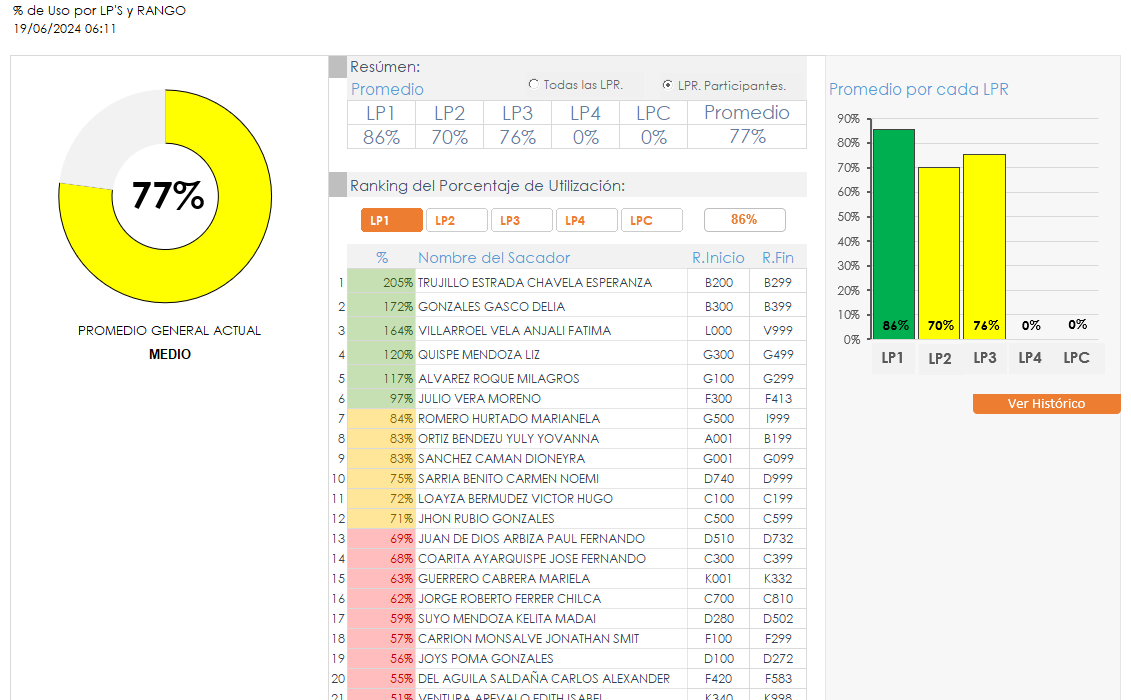 % de Uso por LP'S y RANGO
19/06/2024 06:11
77%
PROMEDIO GENERAL ACTUAL
MEDIO
Resúmen:
Promedio
Todas las LPR.
LPR. Participantes.
LP1 LP2 LP3 LP4 LPC Promedio
86% 70% 76% 0% 0% 77%
Ranking del Porcentaje de Utilización:
LP1 LP2 LP3 LP4 LPC 86%
% Nombre del Sacador R.Inicio R.Fin
1 205% TRUJILLO ESTRADA CHAVELA ESPERANZA B200 B299
2 172% GONZALES GASCO DELIA B300 B399
3 164% VILLARROEL VELA ANJALI FATIMA L000 V999
4 120% QUISPE MENDOZA LIZ G300 G499
5 117% ALVAREZ ROQUE MILAGROS G100 G299
6 97% JULIO VERA MORENO F300 F413
7 84% ROMERO HURTADO MARIANELA G500 I999
8 83% ORTIZ BENDEZU YULY YOVANNA A001 B199
9 83% SANCHEZ CAMAN DIONEYRA G001 G099
10 75% SARRIA BENITO CARMEN NOEMI D740 D999
11 72% LOAYZA BERMUDEZ VICTOR HUGO C100 C199
12 71% JHON RUBIO GONZALES C500 C599
13 69% JUAN DE DIOS ARBIZA PAUL FERNANDO D510 D732
14 68% COARITA AYARQUISPE JOSE FERNANDO C300 C399
15 63% GUERRERO CABRERA MARIELA K001 K332
16 62% JORGE ROBERTO FERRER CHILCA C700 C810
17 59% SUYO MENDOZA KELITA MADAI D280 D502
18 57% CARRION MONSALVE JONATHAN SMIT F100 F299
19 56% JOYS POMA GONZALES D100 D272
20 55% DEL AGUILA SALDAÑA CARLOS ALEXANDER F420 F583
21 51% VENTURA AREVALO EDITH ISABEL K340 K998
Promedio por cada LPR
90%
80%
70%
60%
50%
40%
30%
20%
10%
0%
86% 70% 76% 0% 0%
LP1 LP2 LP3 LP4 LPC
Ver Histórico